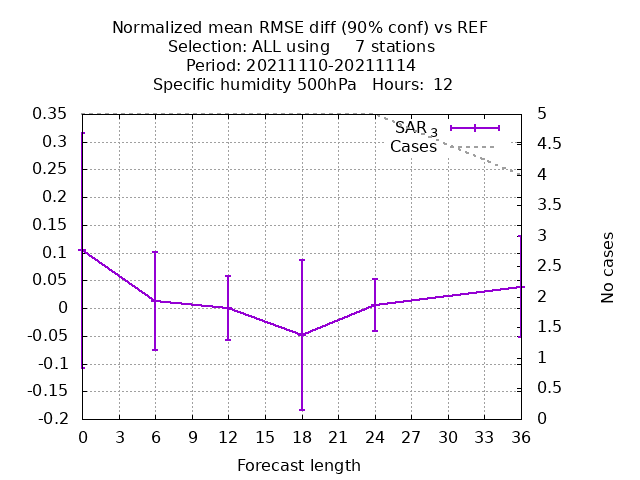 Normalized mean RMSE diff (90% conf) vs REF
Selection: ALL using 7 stations
Period: 20211110-20211114
Specific humidity 500hPa Hours: 12
SAR 3
Cases
0.35
0.3
0.25
0.2
0.15
0.1
0.05
0
-0.05
-0.1
-0.15
-0.2
5
4.5
4
3.5
3
2.5
2
1.5
1
0.5
0
No cases
0 3 6 9 12 15 18 21 24 27 30 33 36
Forecast length